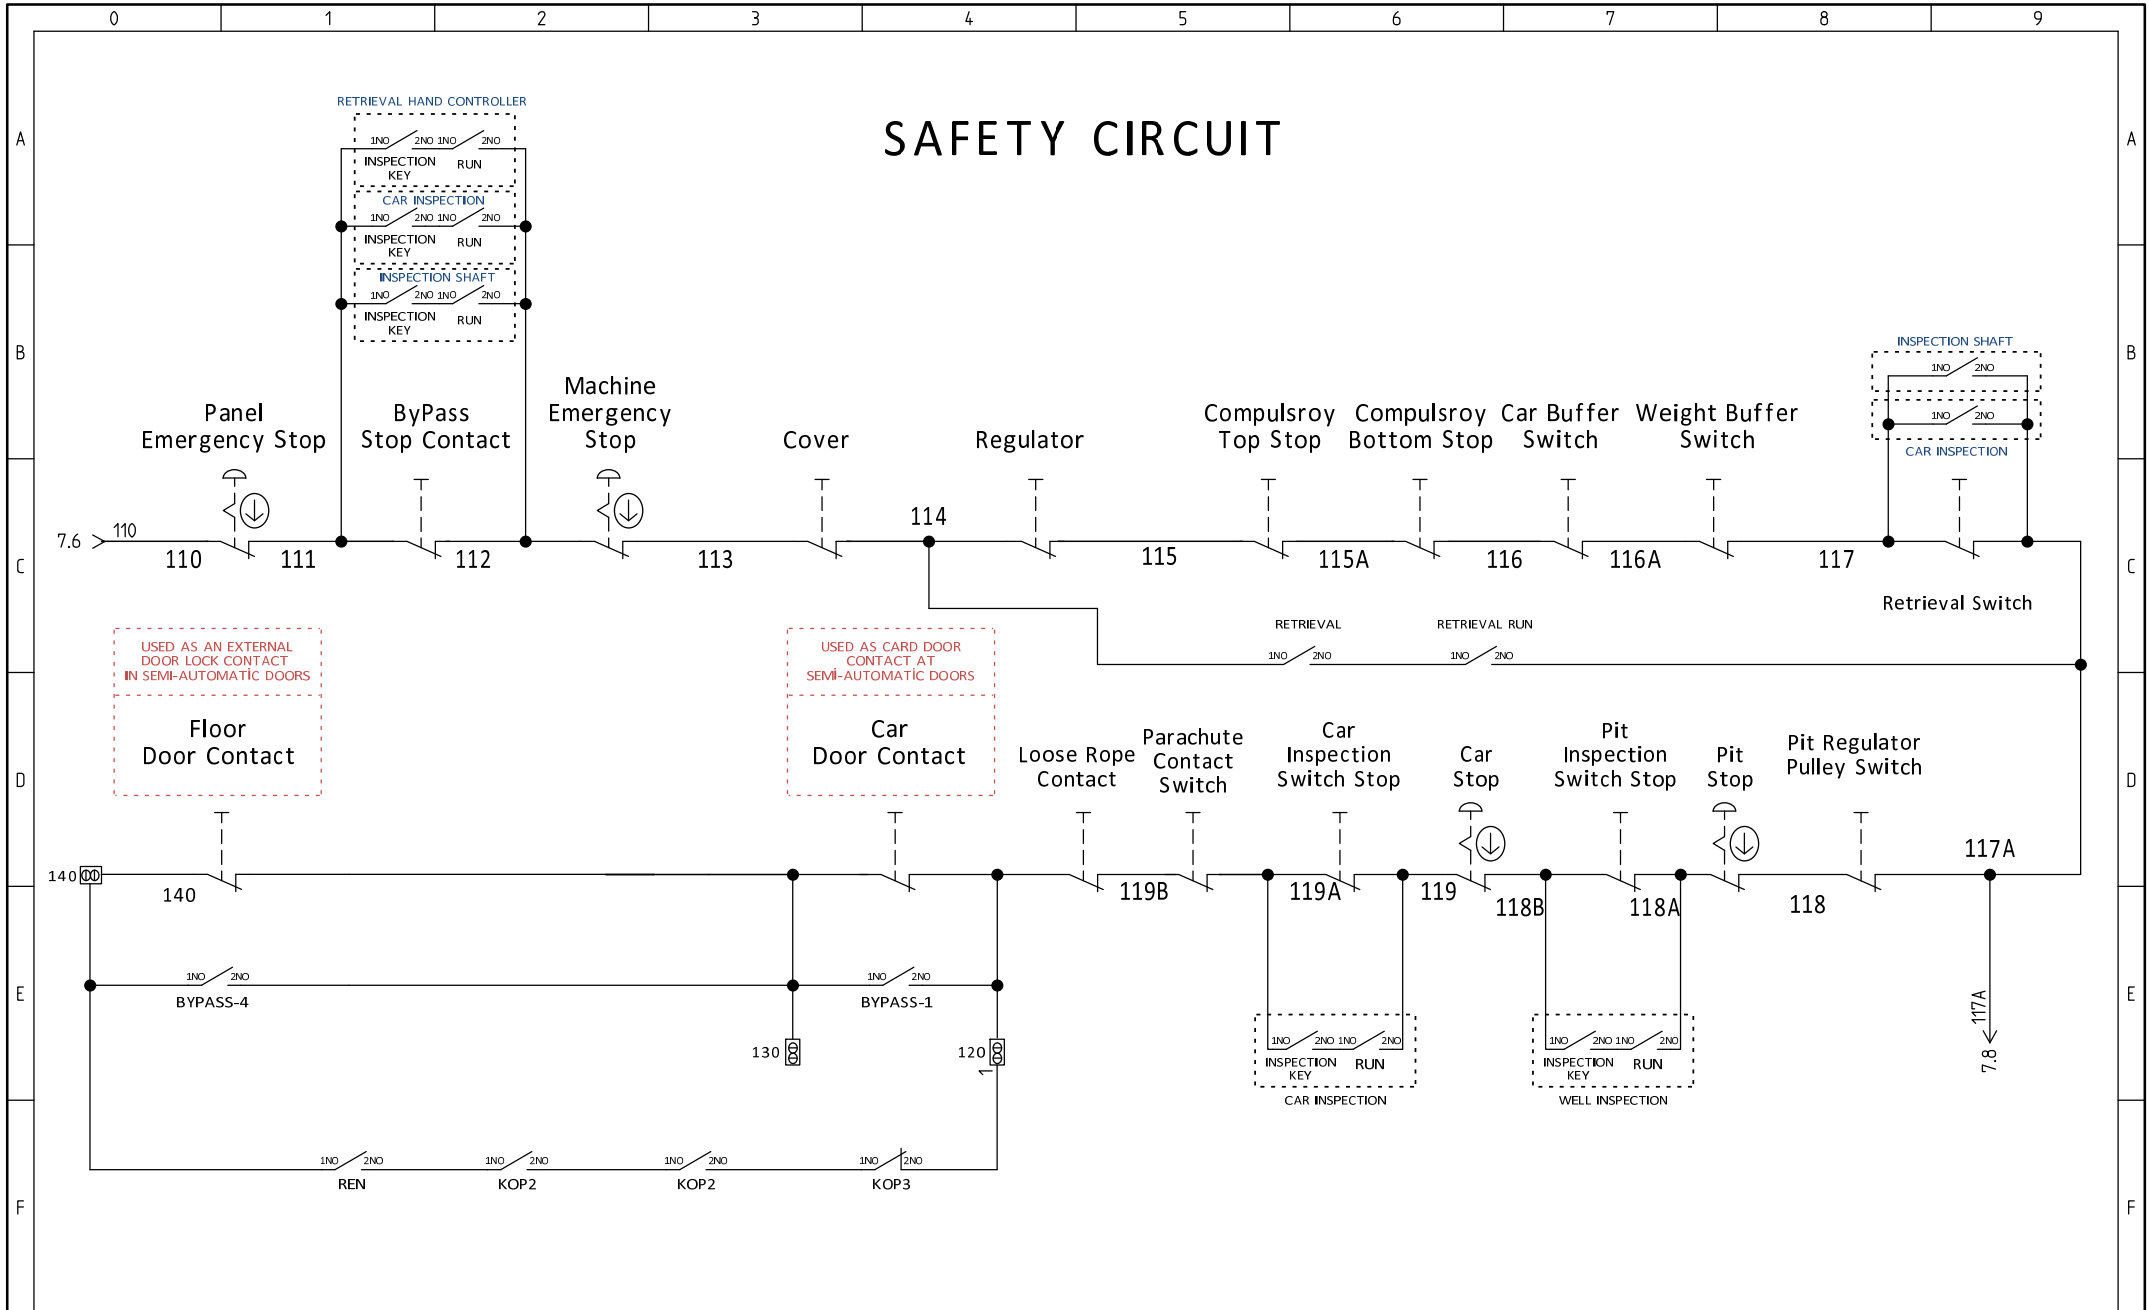 0 1 2 3 4 5 6 7 8 9
SAFETY CIRCUIT
A A
RETRIEVAL HAND CONTROLLER
1NO 2NO 1NO 2NO
INSPECTION RUN
KEY
CAR INSPECTION
1NO 2NO 1NO 2NO
INSPECTION RUN
KEY
INSPECTION SHAFT
1NO 2NO 1NO 2NO
INSPECTION RUN
KEY
B B
INSPECTION SHAFT
1NO 2NO
1NO 2NO
CAR INSPECTION
Panel
Emergency Stop
ByPass
Stop Contact
Machine
Emergency
Stop
Cover
Regulator
Compulsroy
Top Stop
Compulsroy
Bottom Stop
Car Buffer
Switch
Weight Buffer
Switch
114
7.6 110
110 111 112 113 115 115A 116 116A 117
C C
Retrieval Switch
RETRIEVAL RETRIEVAL RUN
1NO 2NO 1NO 2NO
USED AS AN EXTERNAL
DOOR LOCK CONTACT
IN SEMI-AUTOMATİC DOORS
Floor
Door Contact
USED AS CARD DOOR
CONTACT AT
SEMİ-AUTOMATİC DOORS
Car
Door Contact
Loose Rope
Contact
Parachute
Contact
Switch
Car
Inspection
Switch Stop
Car
Stop
Pit
Inspection
Switch Stop
Pit
Stop
Pit Regulator
Pulley Switch
D D
117A
140
140 119B 119A 119 118B 118A 118
E E
1NO 2NO
BYPASS-4
1NO 2NO
BYPASS-1
130
120
1
1NO 2NO 1NO 2NO
INSPECTION RUN
KEY
CAR INSPECTION
1NO 2NO 1NO 2NO
INSPECTION RUN
KEY
WELL INSPECTION
117A
7.8
1NO 2NO 1NO 2NO 1NO 2NO 1NO 2NO
REN KOP2 KOP2 KOP3
F F